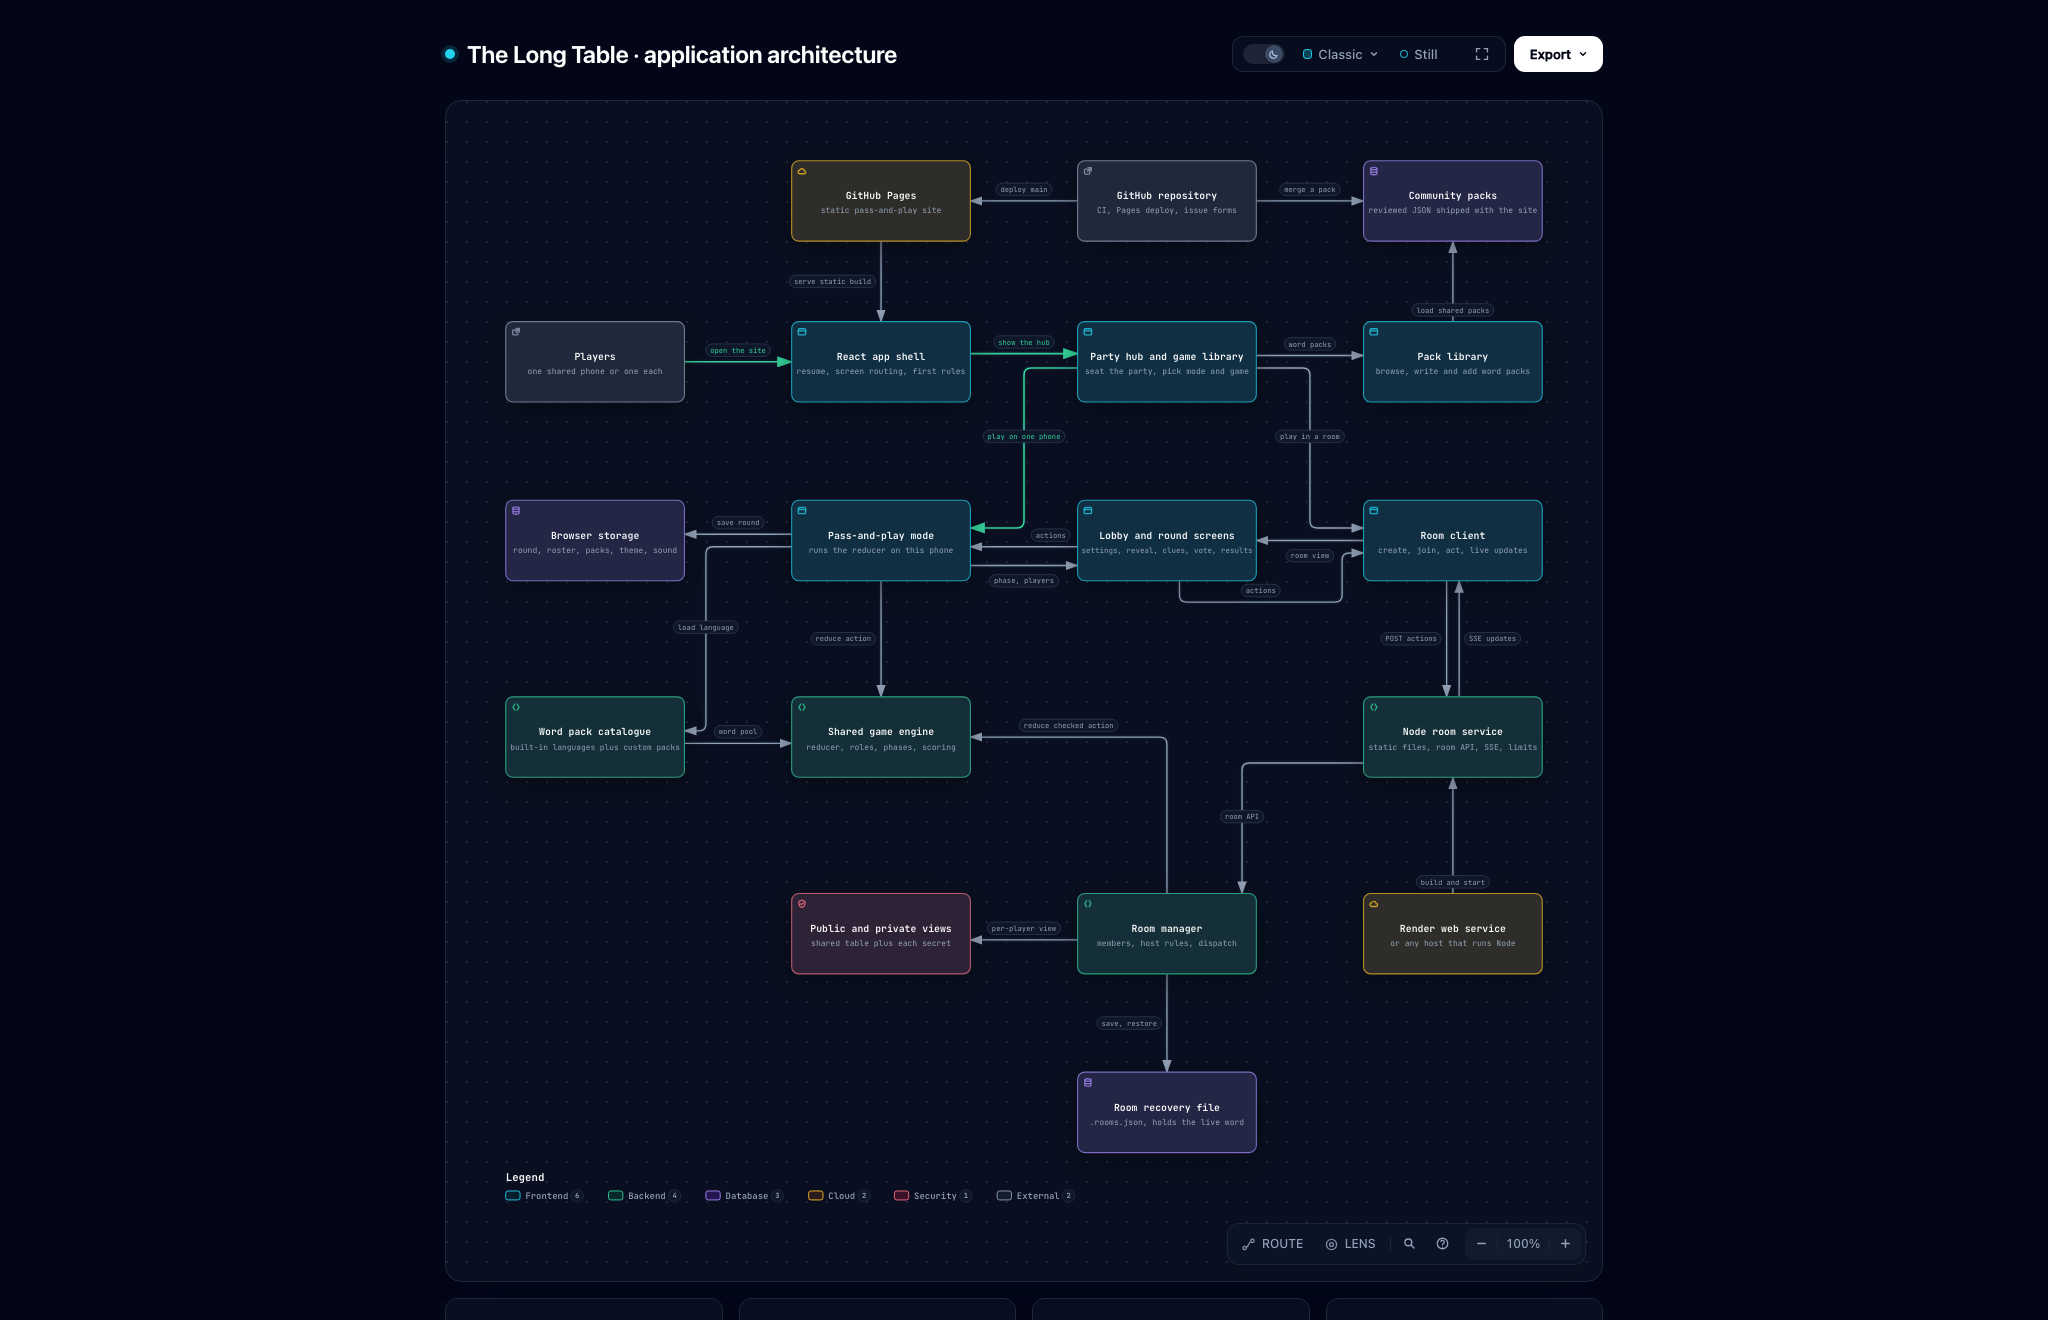 The Long Table · application architecture
Classic
Still
Export
GitHub Pages
static pass-and-play site
deploy main
GitHub repository
CI, Pages deploy, issue forms
merge a pack
Community packs
reviewed JSON shipped with the site
serve static build
load shared packs
Players
one shared phone or one each
open the site
React app shell
resume, screen routing, first rules
show the hub
Party hub and game library
seat the party, pick mode and game
word packs
Pack library
browse, write and add word packs
play on one phone
play in a room
Browser storage
round, roster, packs, theme, sound
save round
Pass-and-play mode
runs the reducer on this phone
actions
phase, players
Lobby and round screens
settings, reveal, clues, vote, results
room view
actions
Room client
create, join, act, live updates
load language
reduce action
POST actions
SSE updates
Word pack catalogue
built-in languages plus custom packs
word pool
Shared game engine
reducer, roles, phases, scoring
reduce checked action
Node room service
static files, room API, SSE, limits
room API
build and start
Public and private views
shared table plus each secret
per-player view
Room manager
members, host rules, dispatch
Render web service
or any host that runs Node
save, restore
Room recovery file
.rooms.json, holds the live word
Legend
Frontend 6
Backend 4
Database 3
Cloud 2
Security 1
External 2
ROUTE
LENS
100%